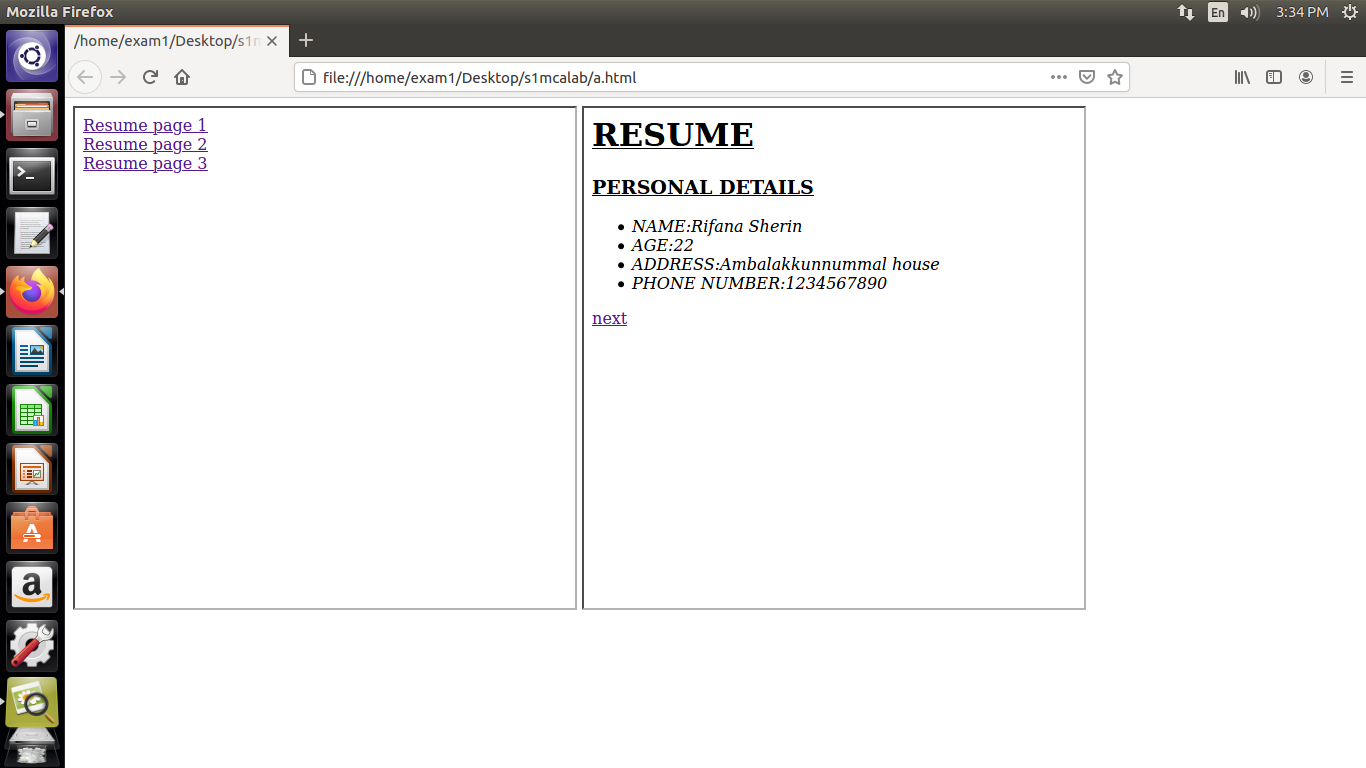 Mozilla Firefox
En
3:34 PM
/home/exam1/Desktop/s1m
file:///home/exam1/Desktop/s1mcalab/a.html
Resume page 1
Resume page 2
Resume page 3
RESUME
PERSONAL DETAILS
NAME:Rifana Sherin
AGE:22
ADDRESS:Ambalakkunnummal house
PHONE NUMBER:1234567890
next